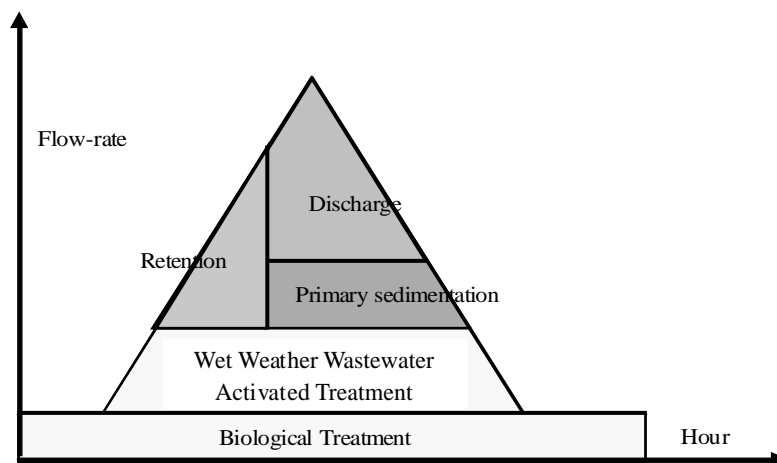 Flow-rate
Discharge
Retention
Primary sedimentation
Wet Weather Wastewater
Activated Treatment
Biological Treatment
Hour